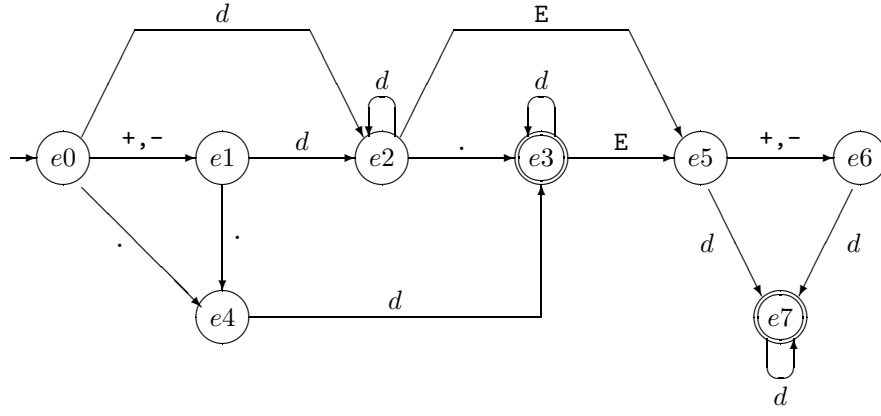 d E
d d
e0 +,- e1 d e2 . e3 E e5 +,- e6
. . d d
e4 d e7
d